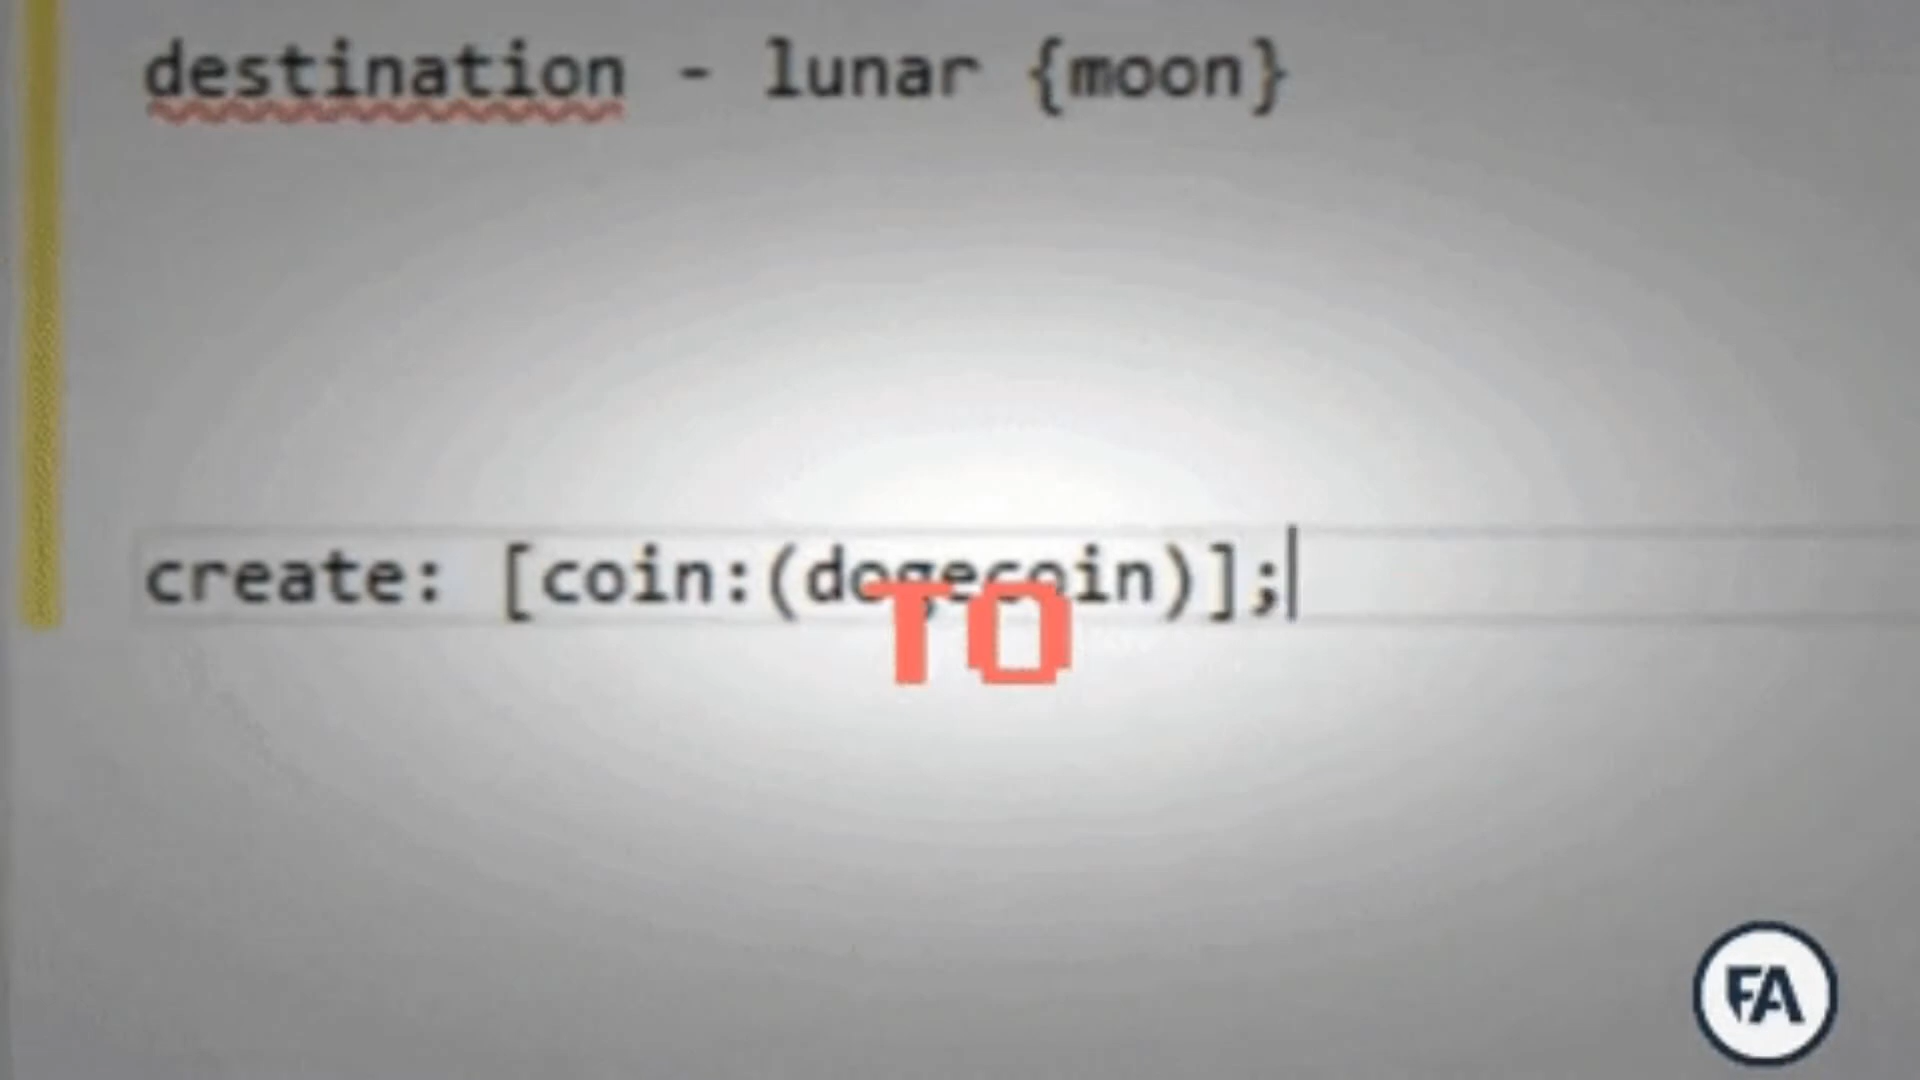 destination - lunar {moon}
create: [coin:(dogecoin)];
TO
FA